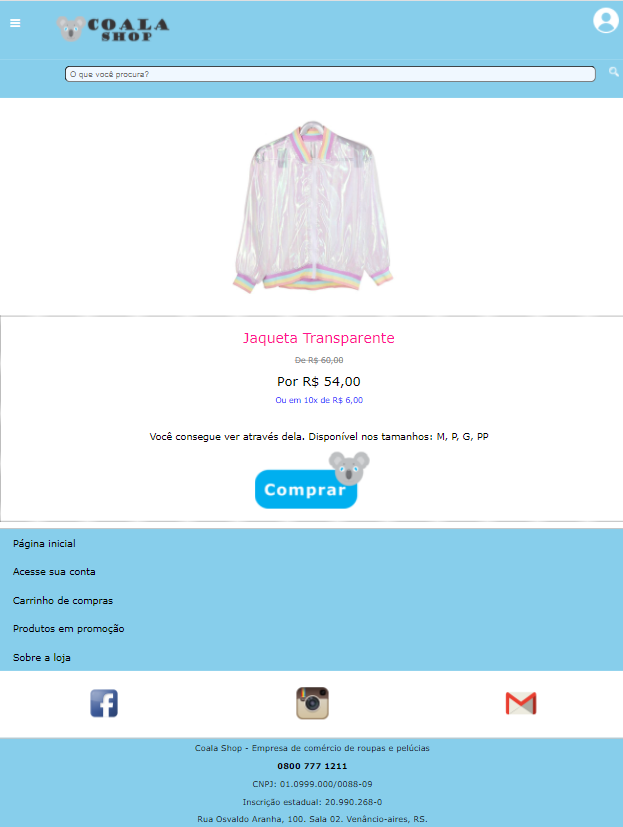 COALA
SHOP
O que você procura?
Jaqueta Transparente
De R$ 60,00
Por R$ 54,00
Ou em 10x de R$ 6,00
Você consegue ver através dela. Disponível nos tamanhos: M, P, G, PP
Comprar
Página inicial
Acesse sua conta
Carrinho de compras
Produtos em promoção
Sobre a loja
Coala Shop - Empresa de comércio de roupas e pelúcias
0800 777 1211
CNPJ: 01.0999.000/0088-09
Inscrição estadual: 20.990.268-0
Rua Osvaldo Aranha, 100. Sala 02. Venâncio-aires, RS.